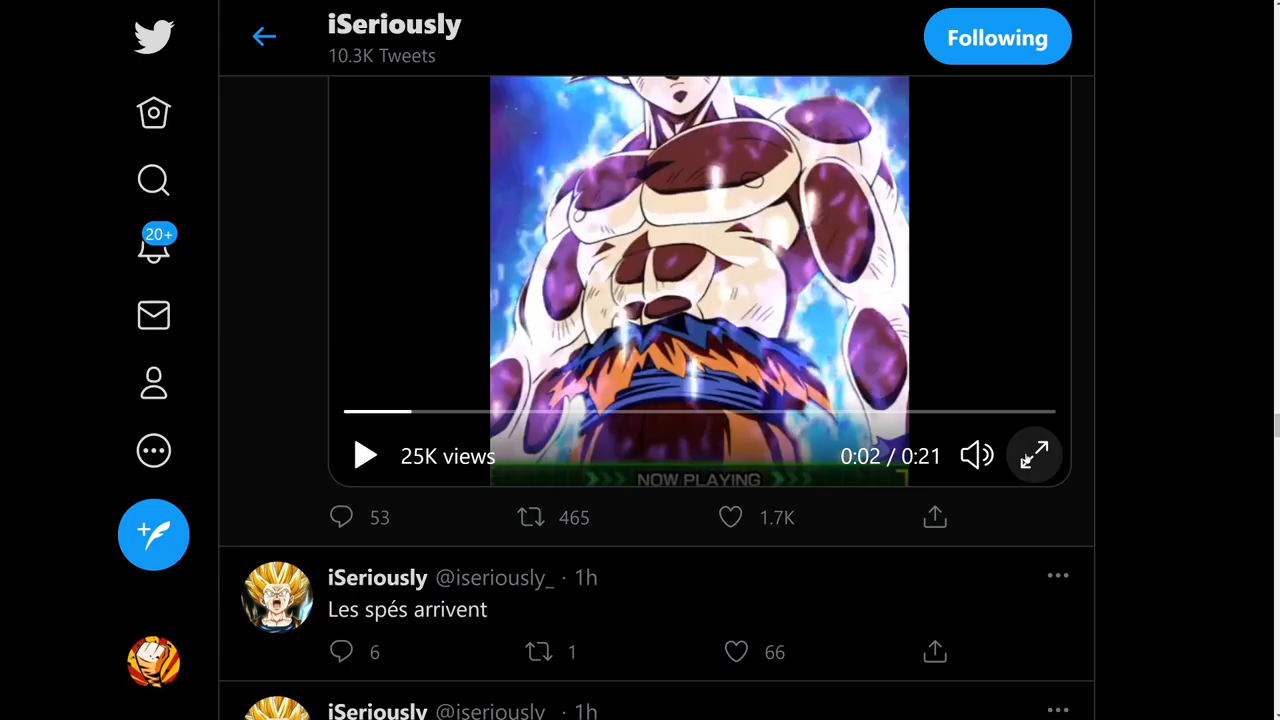 iSeriously
10.3K Tweets
Following
20+
25K views
0:02 / 0:21
NOW PLAYING
53
465
1.7K
iSeriously @iseriously_ · 1h
Les spés arrivent
6
1
66
iSeriously @iseriously_ · 1h